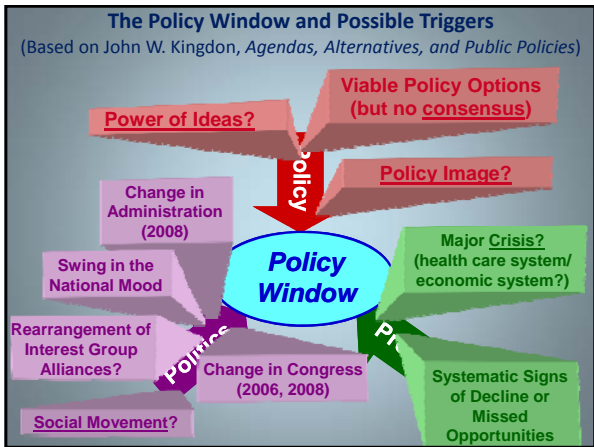 The Policy Window and Possible Triggers
(Based on John W. Kingdon, Agendas, Alternatives, and Public Policies)
Viable Policy Options
(but no consensus)
Power of Ideas?
Policy
Policy Image?
Change in
Administration
(2008)
Swing in the
National Mood
Rearrangement of
Interest Group
Alliances?
Social Movement?
Politics
Change in Congress
(2006, 2008)
Policy
Window
Major Crisis?
(health care system/
economic system?)
Systematic Signs
of Decline or
Missed
Opportunities